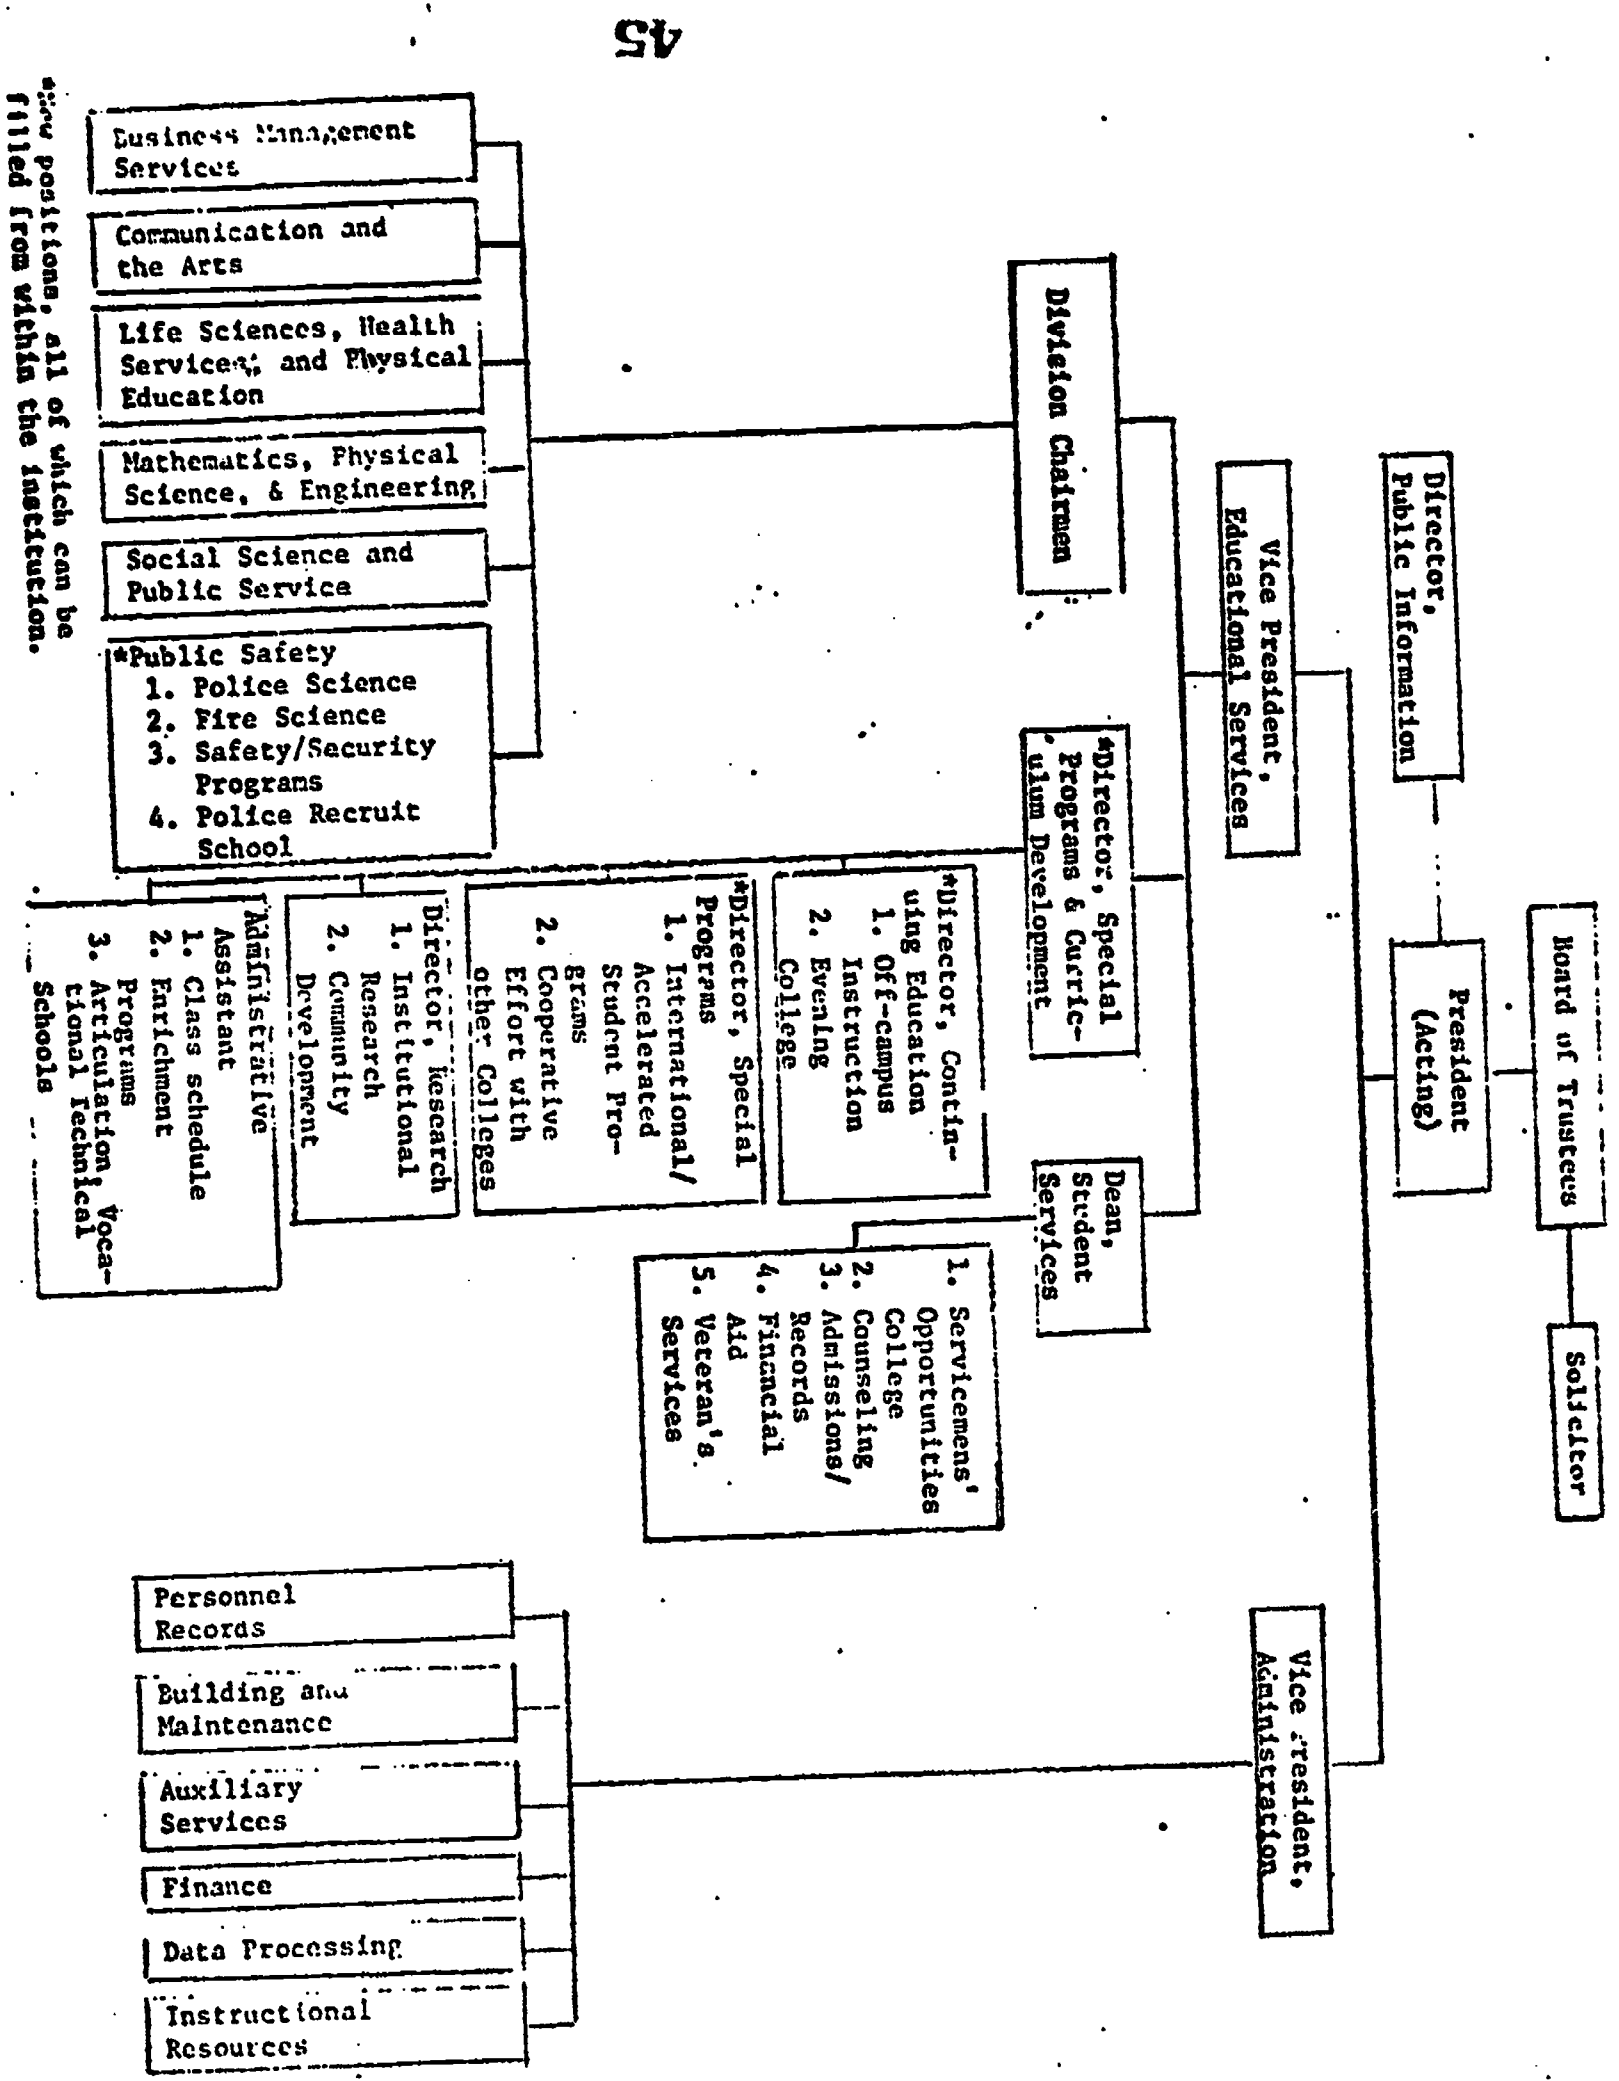 45
Board of Trustees
Solicitor
President
(Acting)
Director,
Public Information
Vice President,
Educational Services
Vice President,
Administration
Division Chairmen
*Director, Special
Programs & Curric-
ulum Development
Dean,
Student
Services
Business Management
Services
Communication and
the Arts
Life Sciences, Health
Services, and Physical
Education
Mathematics, Physical
Science, & Engineering
Social Science and
Public Service
*Public Safety
1. Police Science
2. Fire Science
3. Safety/Security
Programs
4. Police Recruit
School
*Director, Contin-
uing Education
1. Off-campus
Instruction
2. Evening
College
*Director, Special
Programs
1. International/
Accelerated
Student Pro-
grams
2. Cooperative
Effort with
other Colleges
Director, Research
1. Institutional
Research
2. Community
Development
Administrative
Assistant
1. Class schedule
2. Enrichment
Programs
3. Articulation, Voca-
tional Technical
Schools
1. Servicemens'
Opportunities
College
2. Counseling
3. Admissions/
Records
4. Financial
Aid
5. Veteran's
Services
Personnel
Records
Building and
Maintenance
Auxiliary
Services
Finance
Data Processing
Instructional
Resources
*New positions, all of which can be
filled from within the institution.